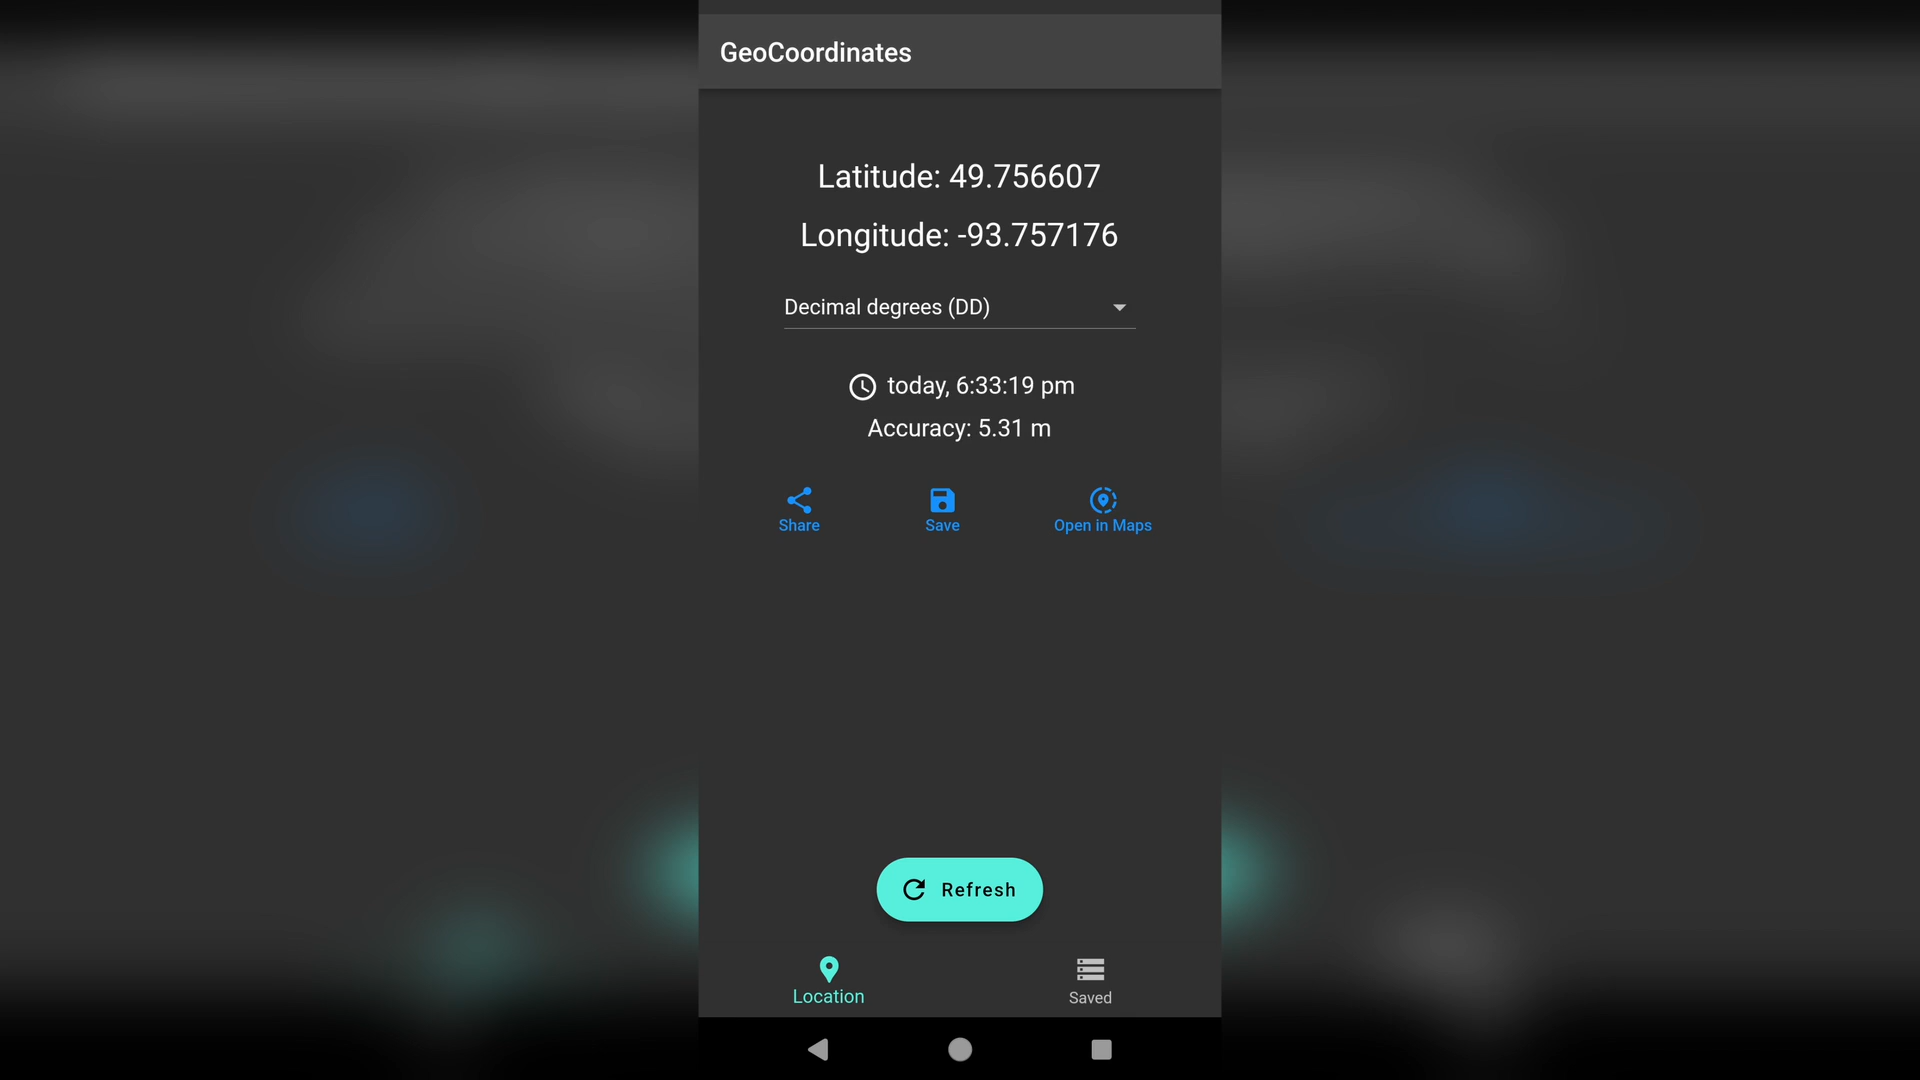 GeoCoordinates
Latitude: 49.756607
Longitude: -93.757176
Decimal degrees (DD)
today, 6:33:19 pm
Accuracy: 5.31 m
Share Save Open in Maps
Refresh
Location Saved